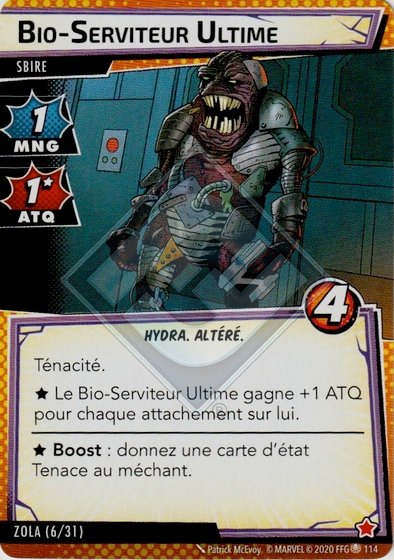 BIO-SERVITEUR ULTIME
SBIRE
1
MNG
1★
ATQ
4
HYDRA. ALTÉRÉ.
Ténacité.
★ Le Bio-Serviteur Ultime gagne +1 ATQ
pour chaque attachement sur lui.
★ Boost : donnez une carte d'état
Tenace au méchant.
ZOLA (6/31)
Patrick McEvoy © MARVEL © 2020 FFG 114